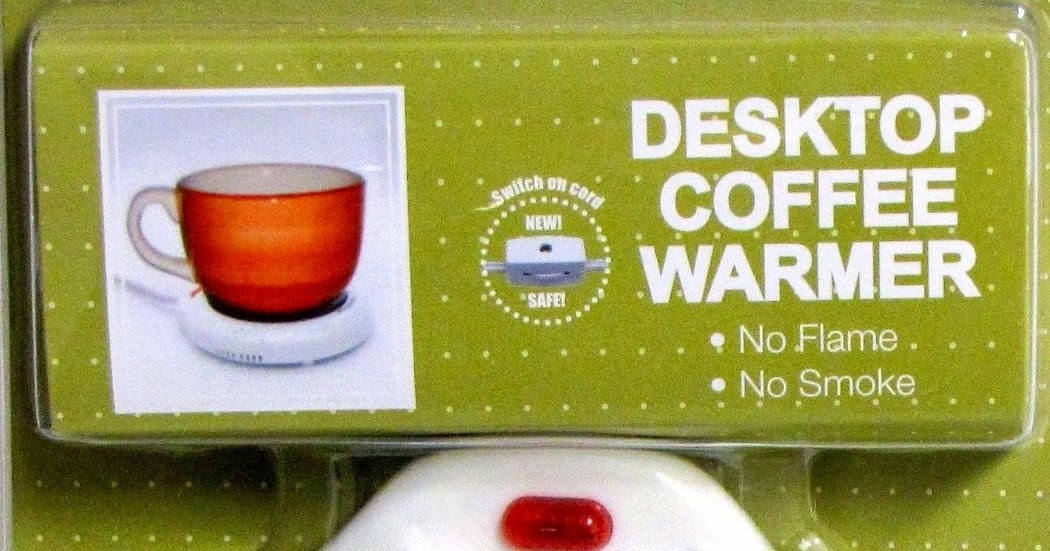 DESKTOP
COFFEE
WARMER
• No Flame
• No Smoke
Switch on cord
NEW!
SAFE!